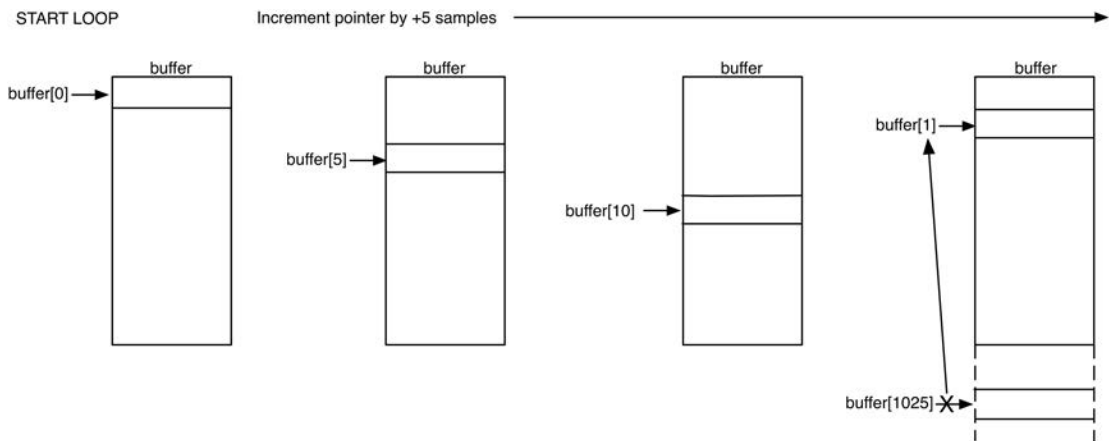 START LOOP
Increment pointer by +5 samples
buffer
buffer
buffer
buffer
buffer[0]
buffer[1]
buffer[5]
buffer[10]
buffer[1025]